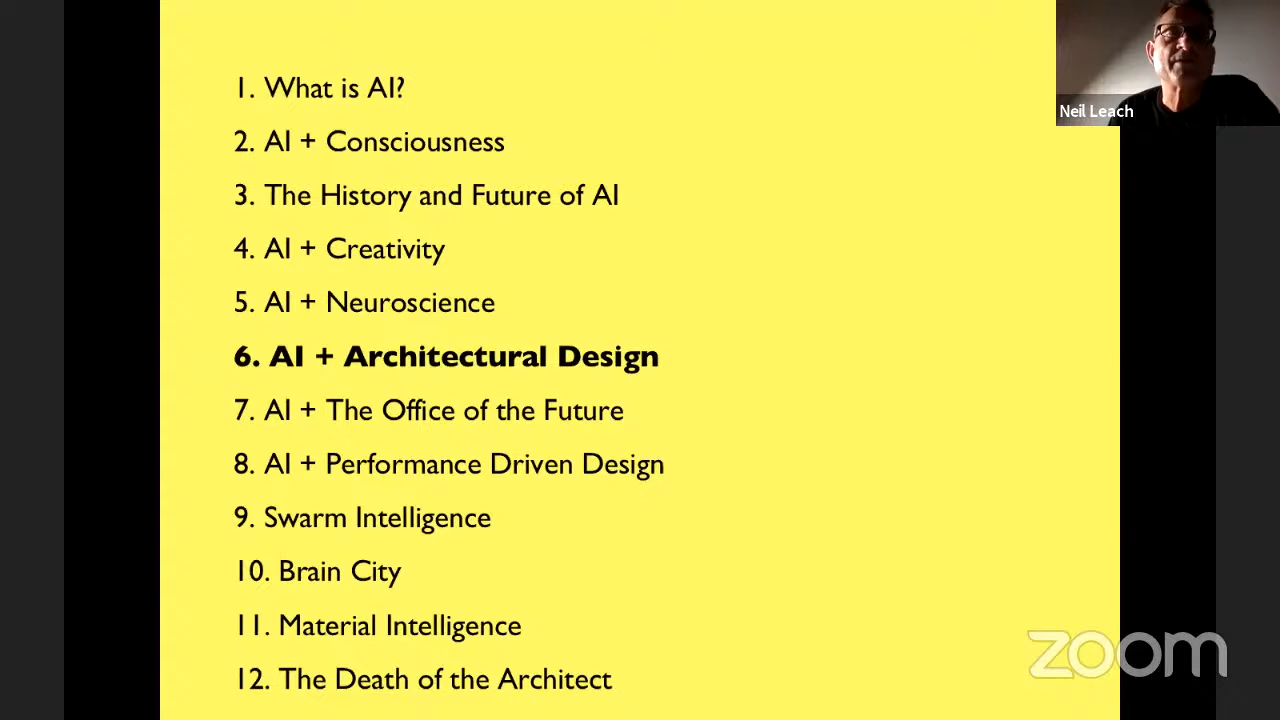 1. What is AI?
2. AI + Consciousness
3. The History and Future of AI
4. AI + Creativity
5. AI + Neuroscience
6. AI + Architectural Design
7. AI + The Office of the Future
8. AI + Performance Driven Design
9. Swarm Intelligence
10. Brain City
11. Material Intelligence
12. The Death of the Architect
Neil Leach
zoom